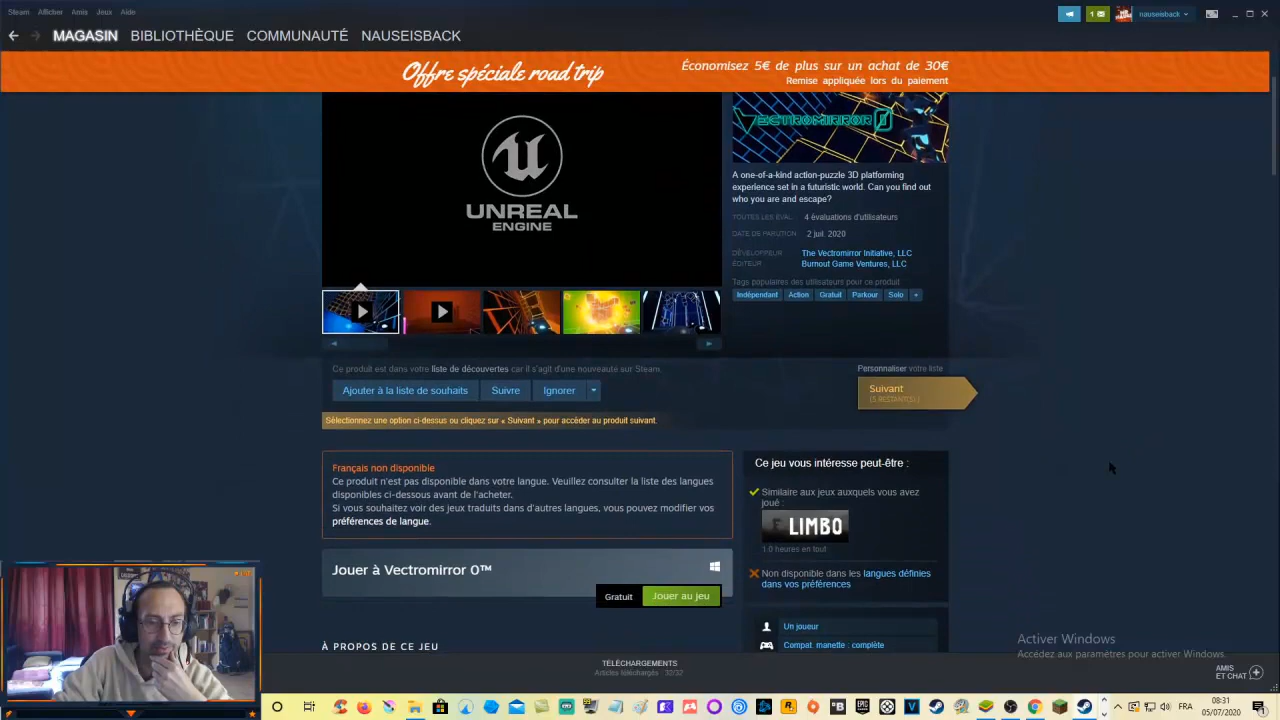 Steam Afficher Amis Jeux Aide
1
nauseisback
MAGASIN BIBLIOTHÈQUE COMMUNAUTÉ NAUSEISBACK
Offre spéciale road trip
Économisez 5€ de plus sur un achat de 30€
Remise appliquée lors du paiement
UNREAL
ENGINE
VECTROMIRROR 0
A one-of-a-kind action-puzzle 3D platforming
experience set in a futuristic world. Can you find out
who you are and escape?
TOUTES LES ÉVAL. 4 évaluations d'utilisateurs
DATE DE PARUTION 2 juil. 2020
DÉVELOPPEUR The Vectromirror Initiative, LLC
ÉDITEUR Burnout Game Ventures, LLC
Tags populaires des utilisateurs pour ce produit
Indépendant Action Gratuit Parkour Solo +
Ce produit est dans votre liste de découvertes car il s'agit d'une nouveauté sur Steam.
Ajouter à la liste de souhaits Suivre Ignorer
Personnaliser votre liste
Suivant
(5 RESTANT(S) )
Sélectionnez une option ci-dessus ou cliquez sur « Suivant » pour accéder au produit suivant.
Français non disponible
Ce produit n'est pas disponible dans votre langue. Veuillez consulter la liste des langues
disponibles ci-dessous avant de l'acheter.
Si vous souhaitez voir des jeux traduits dans d'autres langues, vous pouvez modifier vos
préférences de langue.
Ce jeu vous intéresse peut-être :
Similaire aux jeux auxquels vous avez
joué :
LIMBO
1.0 heures en tout
Non disponible dans les langues définies
dans vos préférences
Jouer à Vectromirror 0™
Gratuit Jouer au jeu
Un joueur
Compat. manette : complète
À PROPOS DE CE JEU
Activer Windows
Accédez aux paramètres pour activer Windows.
TÉLÉCHARGEMENTS
Articles téléchargés : 32/32
AMIS
ET CHAT
FRA
08:31
05/07/2020